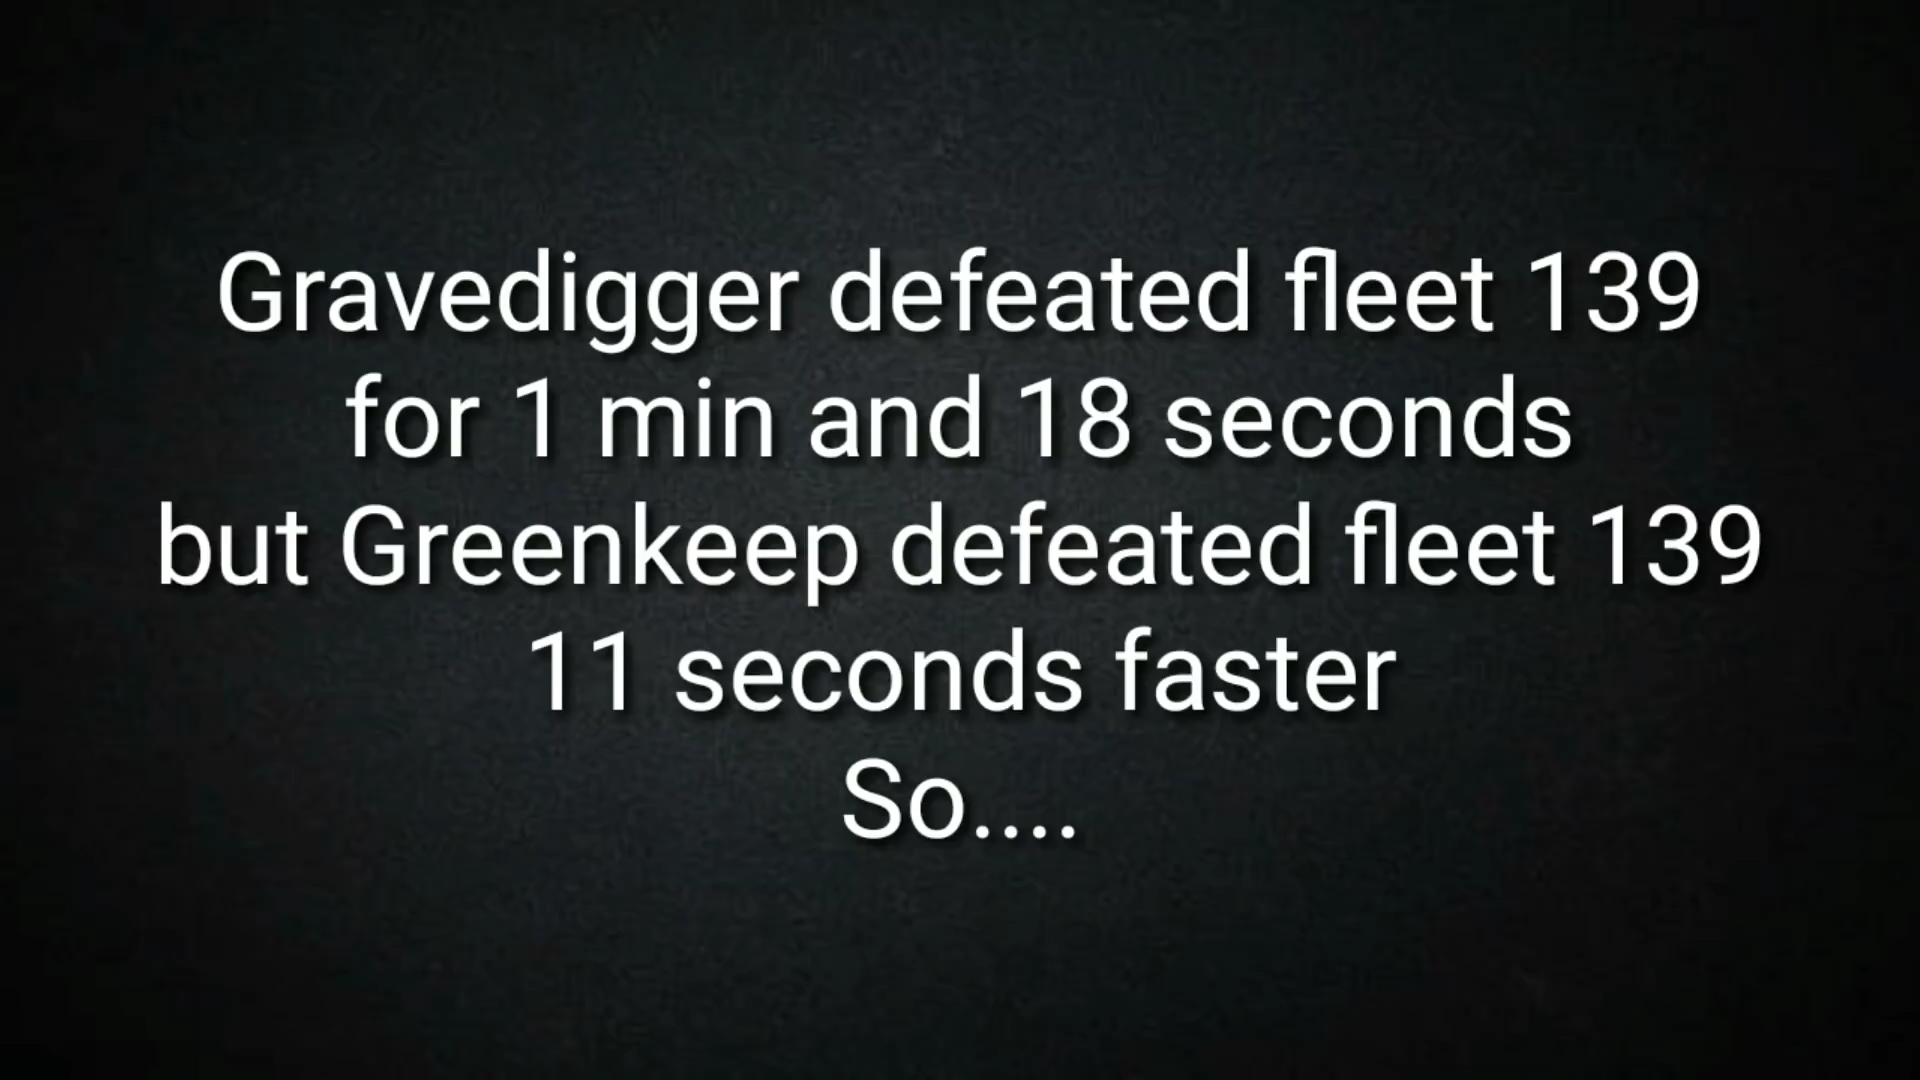 Gravedigger defeated fleet 139
for 1 min and 18 seconds
but Greenkeep defeated fleet 139
11 seconds faster
So....